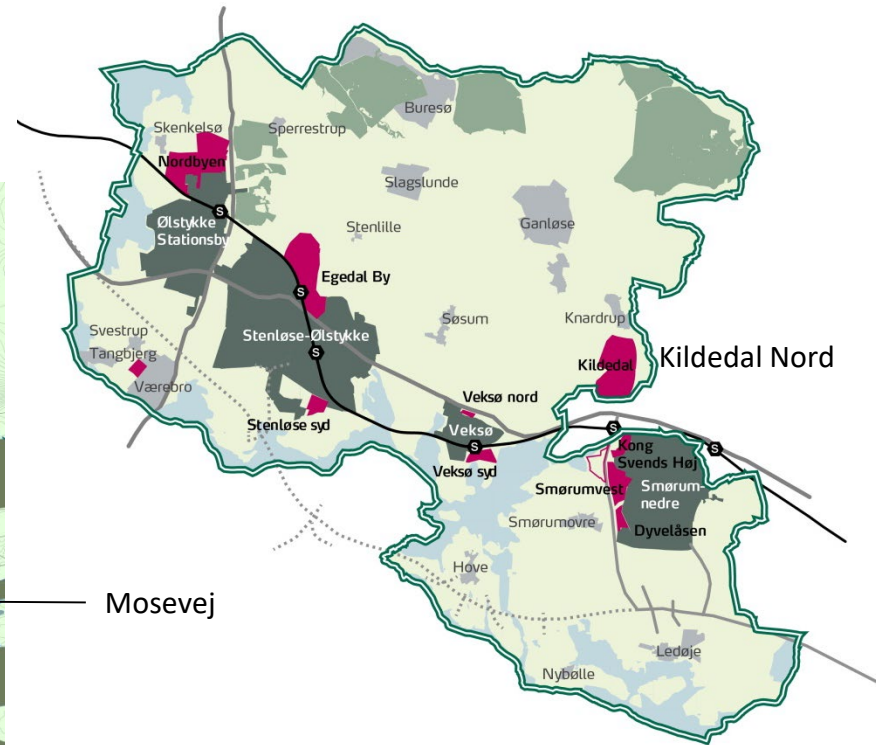 Buresø
Skenkelsø
Sperrestrup
Nordbyen
Slagslunde
Ganløse
Ølstykke
Stationsby
S
Stenlille
Egedal By
S
Søsum
Knardrup
Svestrup
Tangbjerg
Værebro
Stenløse-Ølstykke
S
Kildedal
Kildedal Nord
Veksø nord
Stenløse syd
Veksø
S
S
S
Veksø syd
Kong
Svends Høj
Smørumvest
Smørum-
nedre
Smørumovre
Dyvelåsen
Hove
Mosevej
Ledøje
Nybølle